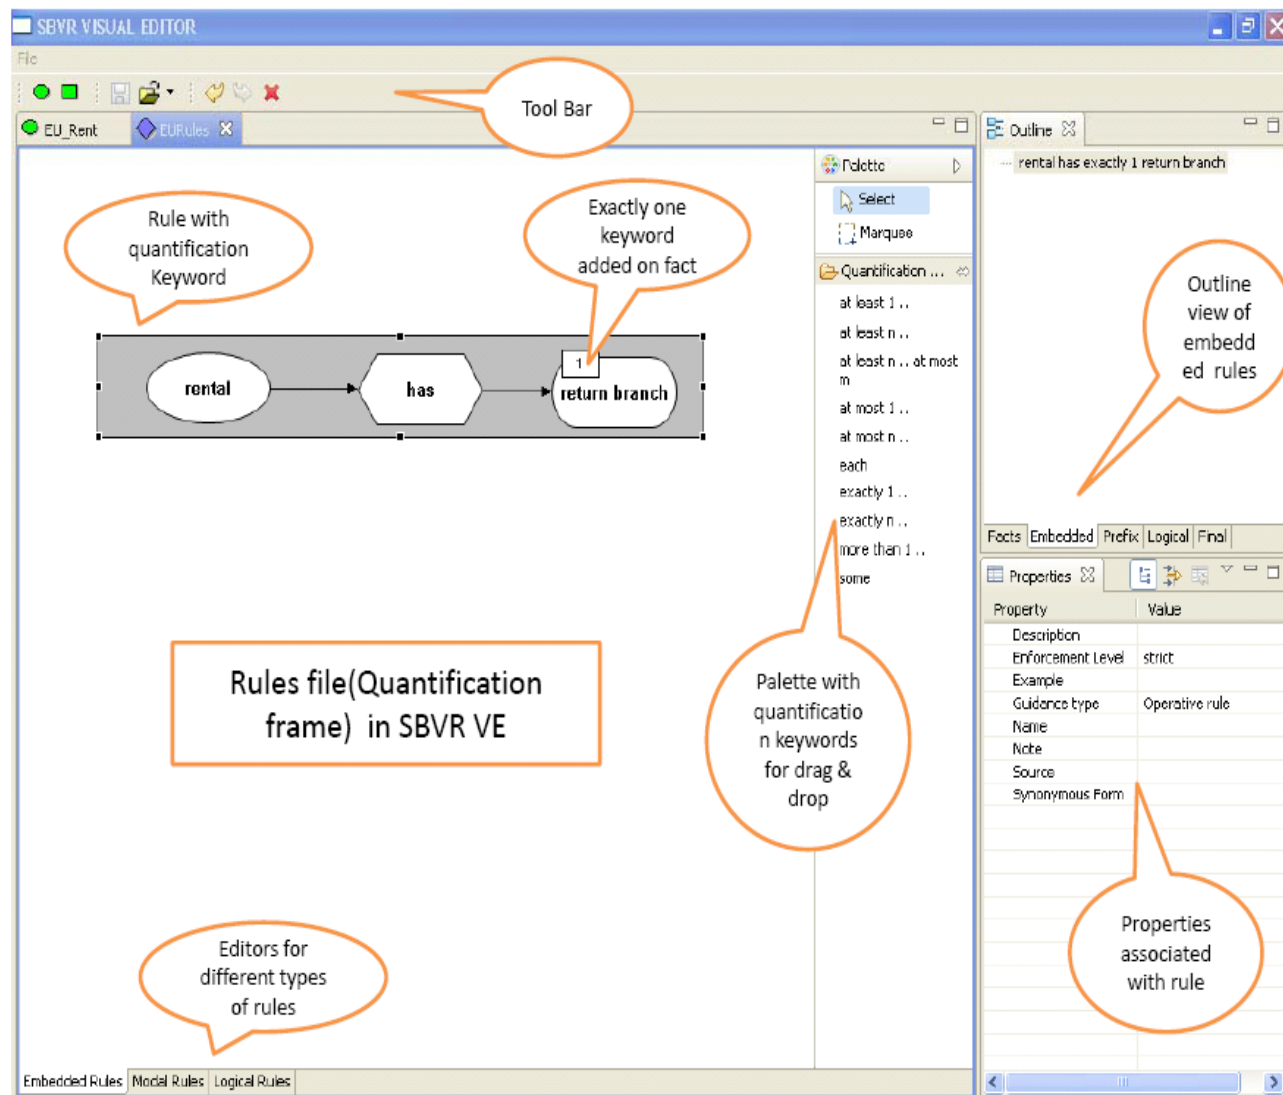 SBVR VISUAL EDITOR
File
Tool Bar
EU_Rent
EURules
Outline
rental has exactly 1 return branch
Palette
Select
Marquee
Quantification ...
at least 1 ..
at least n ..
at least n .. at most
m
at most 1 ..
at most n ..
each
exactly 1 ..
exactly n ..
more than 1 ..
some
Rule with
quantification
Keyword
Exactly one
keyword
added on fact
rental
has
1
return branch
Outline
view of
embedd
ed rules
Facts Embedded Prefix Logical Final
Properties
Property Value
Description
Enforcement Level strict
Example
Guidance type Operative rule
Name
Note
Source
Synonymous Form
Rules file(Quantification
frame) in SBVR VE
Palette with
quantificatio
n keywords
for drag &
drop
Properties
associated
with rule
Editors for
different types
of rules
Embedded Rules Modal Rules Logical Rules